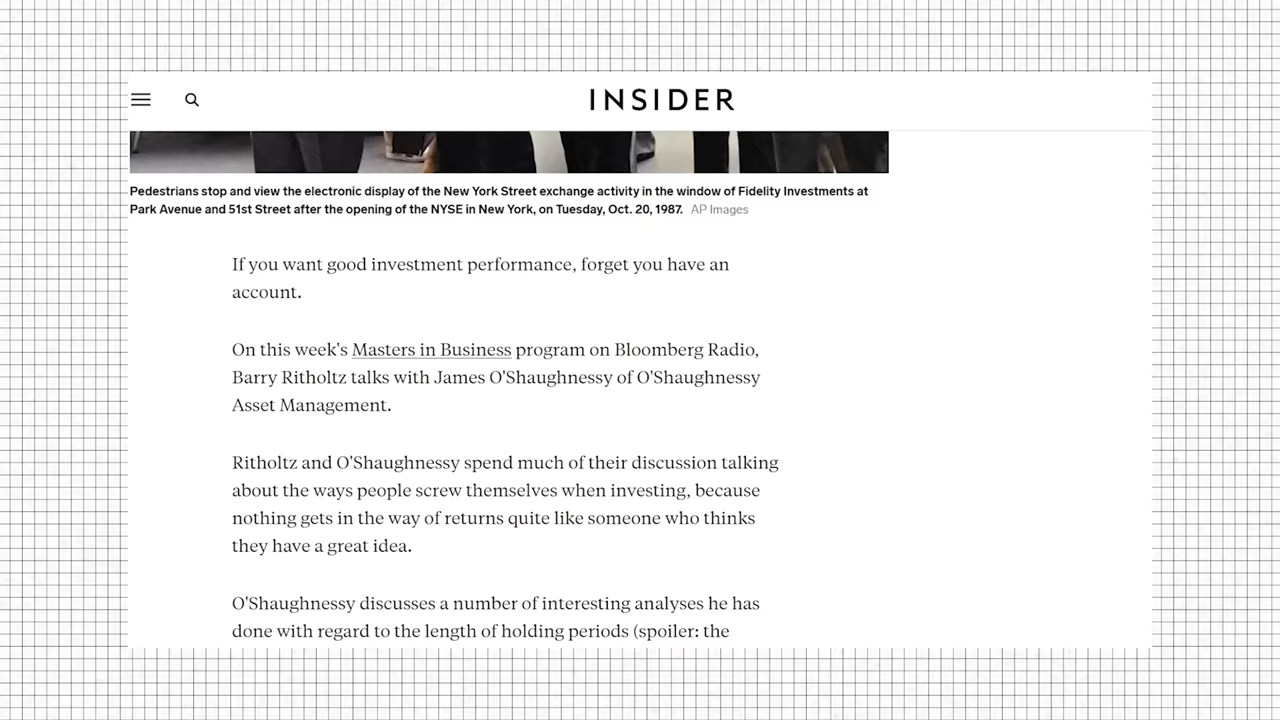 INSIDER
Pedestrians stop and view the electronic display of the New York Street exchange activity in the window of Fidelity Investments at
Park Avenue and 51st Street after the opening of the NYSE in New York, on Tuesday, Oct. 20, 1987. AP Images
If you want good investment performance, forget you have an
account.
On this week's Masters in Business program on Bloomberg Radio,
Barry Ritholtz talks with James O'Shaughnessy of O'Shaughnessy
Asset Management.
Ritholtz and O'Shaughnessy spend much of their discussion talking
about the ways people screw themselves when investing, because
nothing gets in the way of returns quite like someone who thinks
they have a great idea.
O'Shaughnessy discusses a number of interesting analyses he has
done with regard to the length of holding periods (spoiler: the